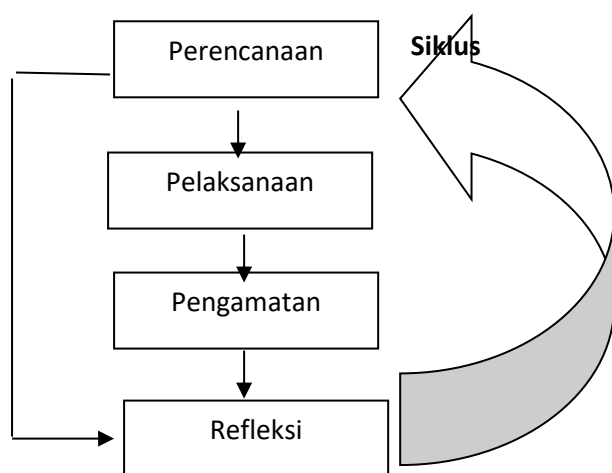 Siklus
Perencanaan
Pelaksanaan
Pengamatan
Refleksi